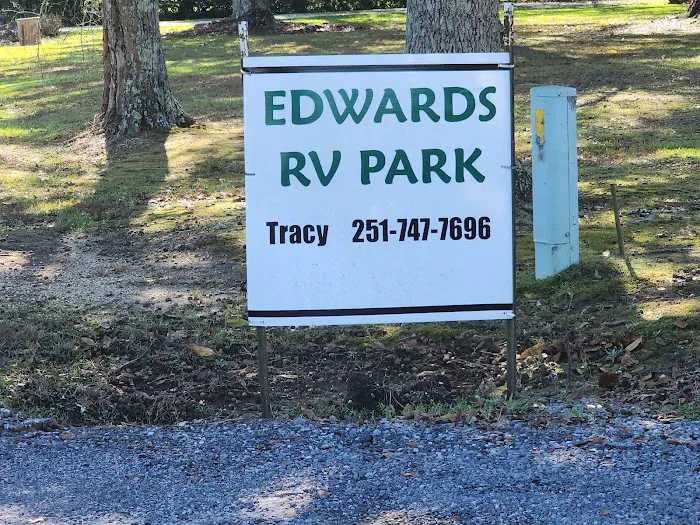 EDWARDS
RV PARK
Tracy 251-747-7696